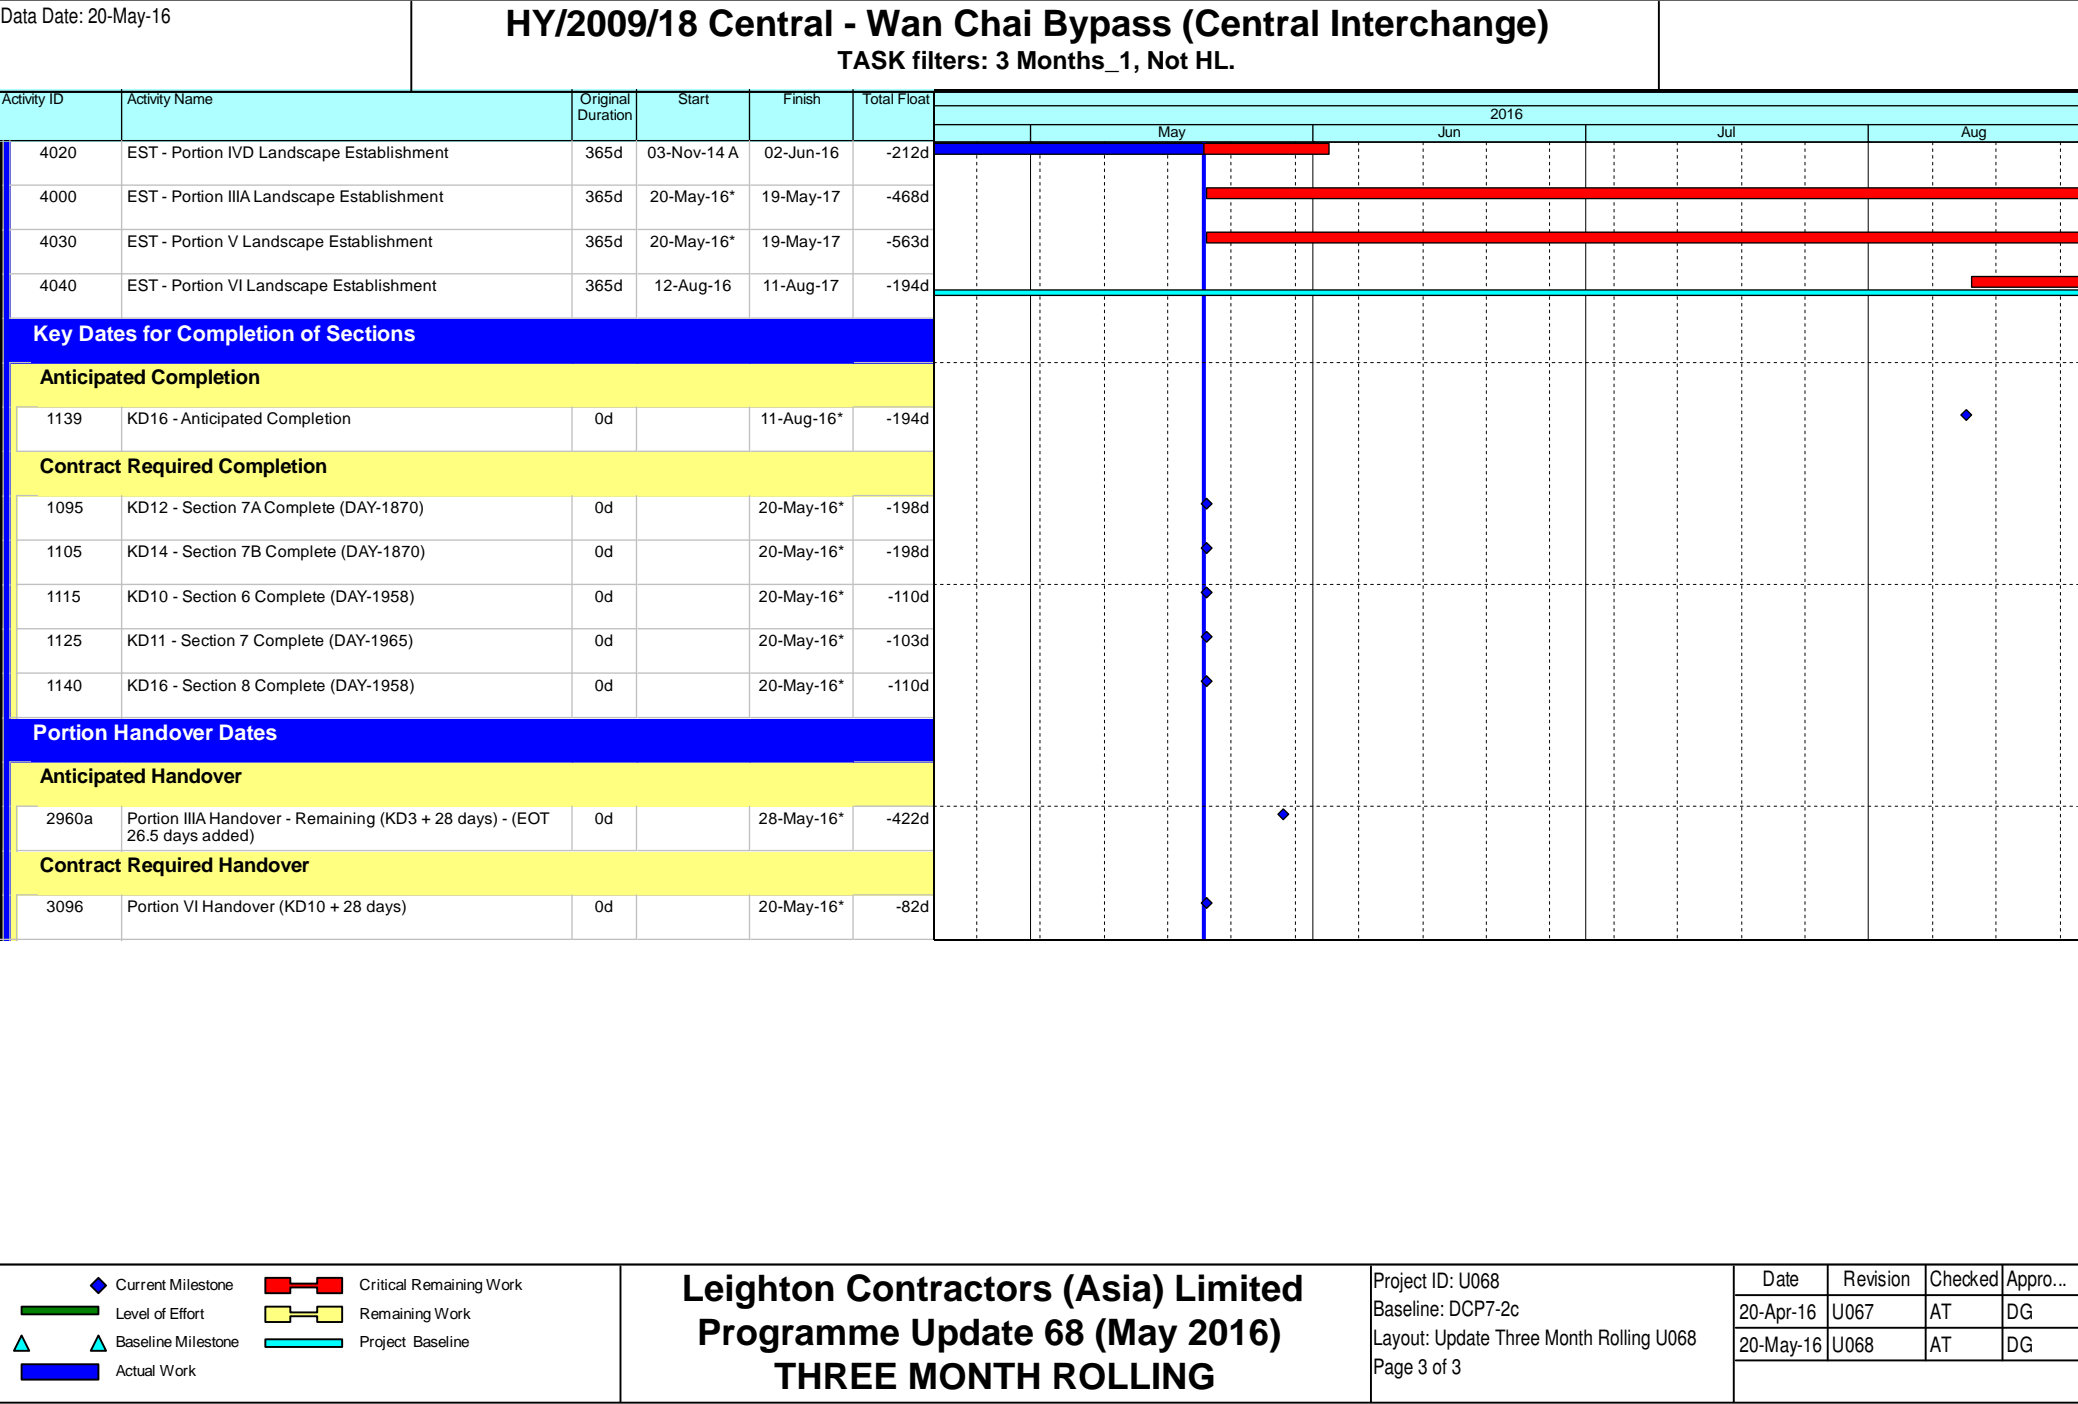 Data Date: 20-May-16
HY/2009/18 Central - Wan Chai Bypass (Central Interchange)
TASK filters: 3 Months_1, Not HL.
Activity ID Activity Name Original Duration Start Finish Total Float
2016
May Jun Jul Aug
4020 EST - Portion IVD Landscape Establishment 365d 03-Nov-14 A 02-Jun-16 -212d
4000 EST - Portion IIIA Landscape Establishment 365d 20-May-16* 19-May-17 -468d
4030 EST - Portion V Landscape Establishment 365d 20-May-16* 19-May-17 -563d
4040 EST - Portion VI Landscape Establishment 365d 12-Aug-16 11-Aug-17 -194d
Key Dates for Completion of Sections
Anticipated Completion
1139 KD16 - Anticipated Completion 0d 11-Aug-16* -194d
Contract Required Completion
1095 KD12 - Section 7A Complete (DAY-1870) 0d 20-May-16* -198d
1105 KD14 - Section 7B Complete (DAY-1870) 0d 20-May-16* -198d
1115 KD10 - Section 6 Complete (DAY-1958) 0d 20-May-16* -110d
1125 KD11 - Section 7 Complete (DAY-1965) 0d 20-May-16* -103d
1140 KD16 - Section 8 Complete (DAY-1958) 0d 20-May-16* -110d
Portion Handover Dates
Anticipated Handover
2960a Portion IIIA Handover - Remaining (KD3 + 28 days) - (EOT 0d 28-May-16* -422d
26.5 days added)
Contract Required Handover
3096 Portion VI Handover (KD10 + 28 days) 0d 20-May-16* -82d
Current Milestone Critical Remaining Work
Level of Effort Remaining Work
Baseline Milestone Project Baseline
Actual Work
Leighton Contractors (Asia) Limited
Programme Update 68 (May 2016)
THREE MONTH ROLLING
Project ID: U068
Baseline: DCP7-2c
Layout: Update Three Month Rolling U068
Page 3 of 3
Date Revision Checked Appro...
20-Apr-16 U067 AT DG
20-May-16 U068 AT DG